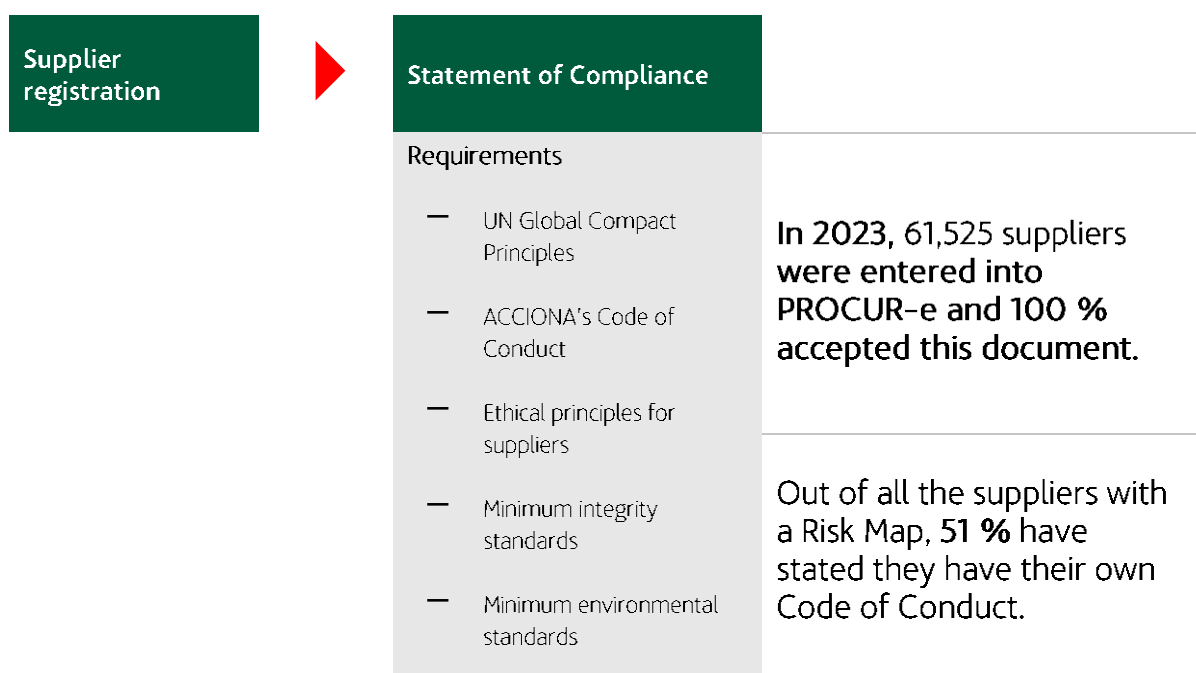 Supplier
registration
Statement of Compliance
Requirements
— UN Global Compact
Principles
— ACCIONA's Code of
Conduct
— Ethical principles for
suppliers
— Minimum integrity
standards
— Minimum environmental
standards
In 2023, 61,525 suppliers
were entered into
PROCUR-e and 100 %
accepted this document.
Out of all the suppliers with
a Risk Map, 51 % have
stated they have their own
Code of Conduct.